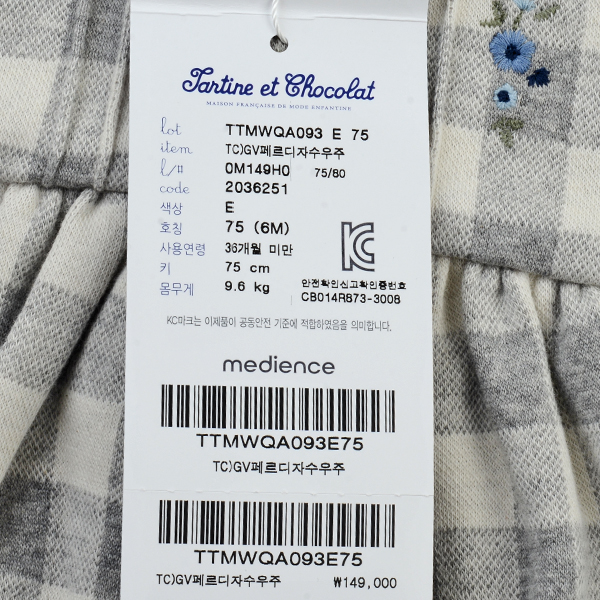 Tartine et Chocolat
MAISON FRANÇAISE DE MODE ENFANTINE
lot TTMWQA093 E 75
item TC)GV페르디자수우주
l/# 0M149H0 75/80
code 2036251
색상 E
호칭 75 (6M)
사용연령 36개월 미만
키 75 cm
몸무게 9.6 kg
안전확인신고확인증번호
CB014R873-3008
KC마크는 이제품이 공동안전 기준에 적합하였음을 의미합니다.
medience
TTMWQA093E75
TC)GV페르디자수우주
TTMWQA093E75
TC)GV페르디자수우주 ₩149,000